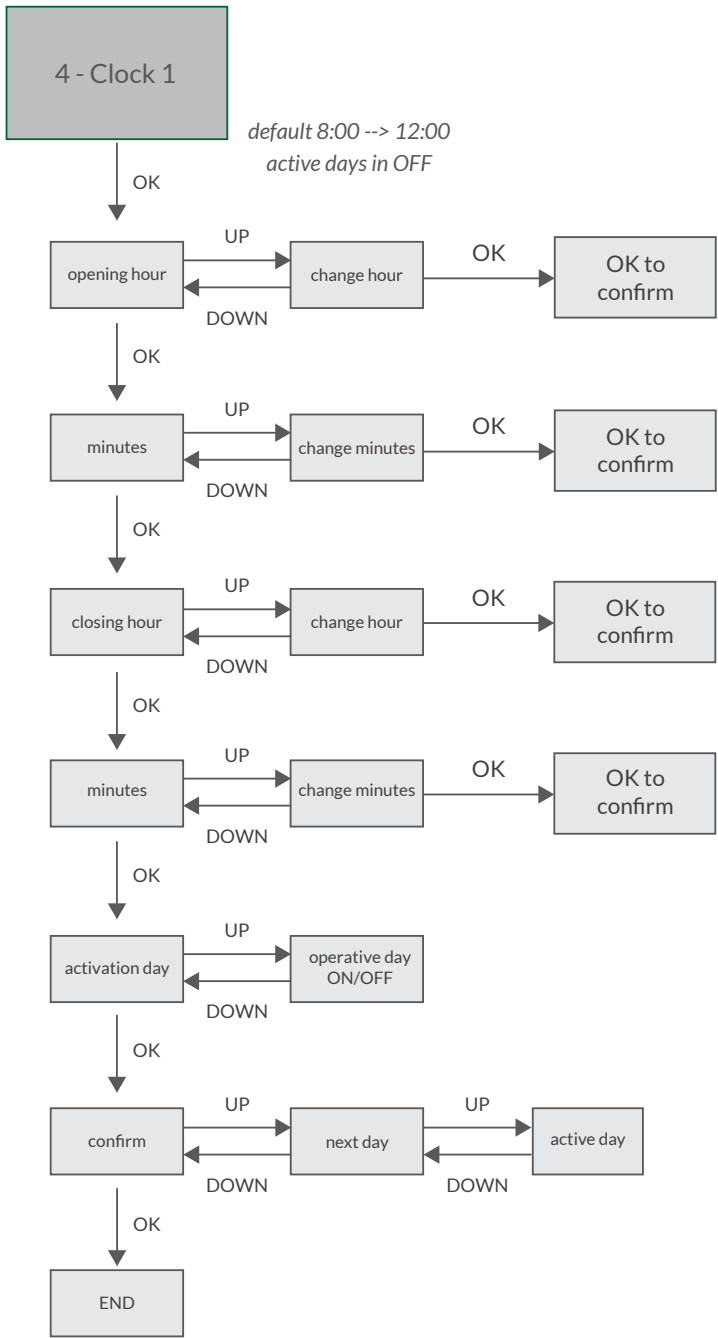 4 - Clock 1
default 8:00 --> 12:00
active days in OFF
OK
UP
opening hour
change hour
OK
OK to
confirm
DOWN
OK
UP
minutes
change minutes
OK
OK to
confirm
DOWN
OK
UP
closing hour
change hour
OK
OK to
confirm
DOWN
OK
UP
minutes
change minutes
OK
OK to
confirm
DOWN
OK
UP
activation day
operative day
ON/OFF
DOWN
OK
UP
UP
confirm
next day
active day
DOWN
DOWN
OK
END